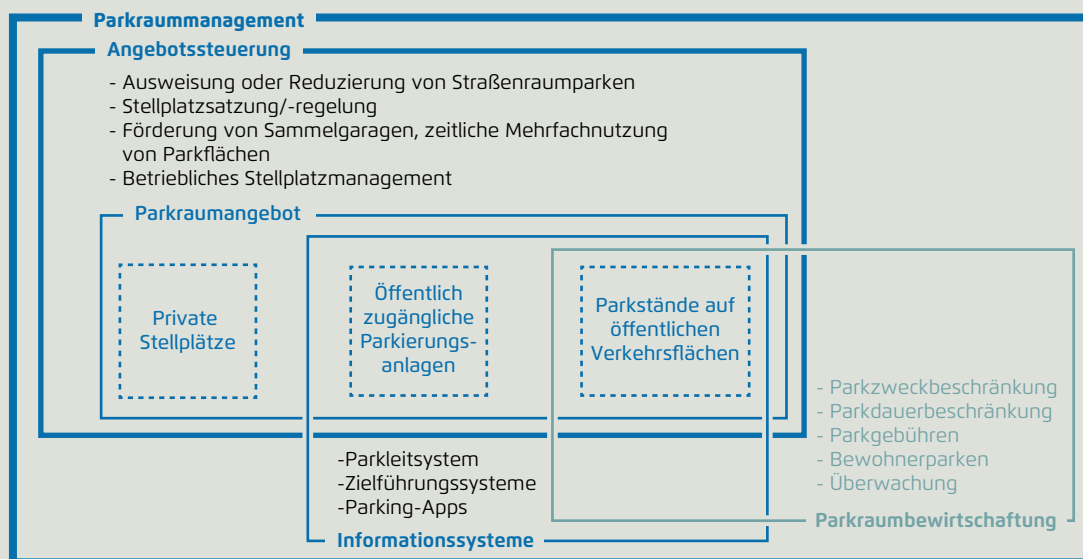 Parkraummanagement
Angebotssteuerung
- Ausweisung oder Reduzierung von Straßenraumparken
- Stellplatzsatzung/-regelung
- Förderung von Sammelgaragen, zeitliche Mehrfachnutzung
von Parkflächen
- Betriebliches Stellplatzmanagement
Parkraumangebot
Private
Stellplätze
Öffentlich
zugängliche
Parkierungs-
anlagen
Parkstände auf
öffentlichen
Verkehrsflächen
- Parkzweckbeschränkung
- Parkdauerbeschränkung
- Parkgebühren
- Bewohnerparken
- Überwachung
Parkraumbewirtschaftung
-Parkleitsystem
-Zielführungssysteme
-Parking-Apps
Informationssysteme